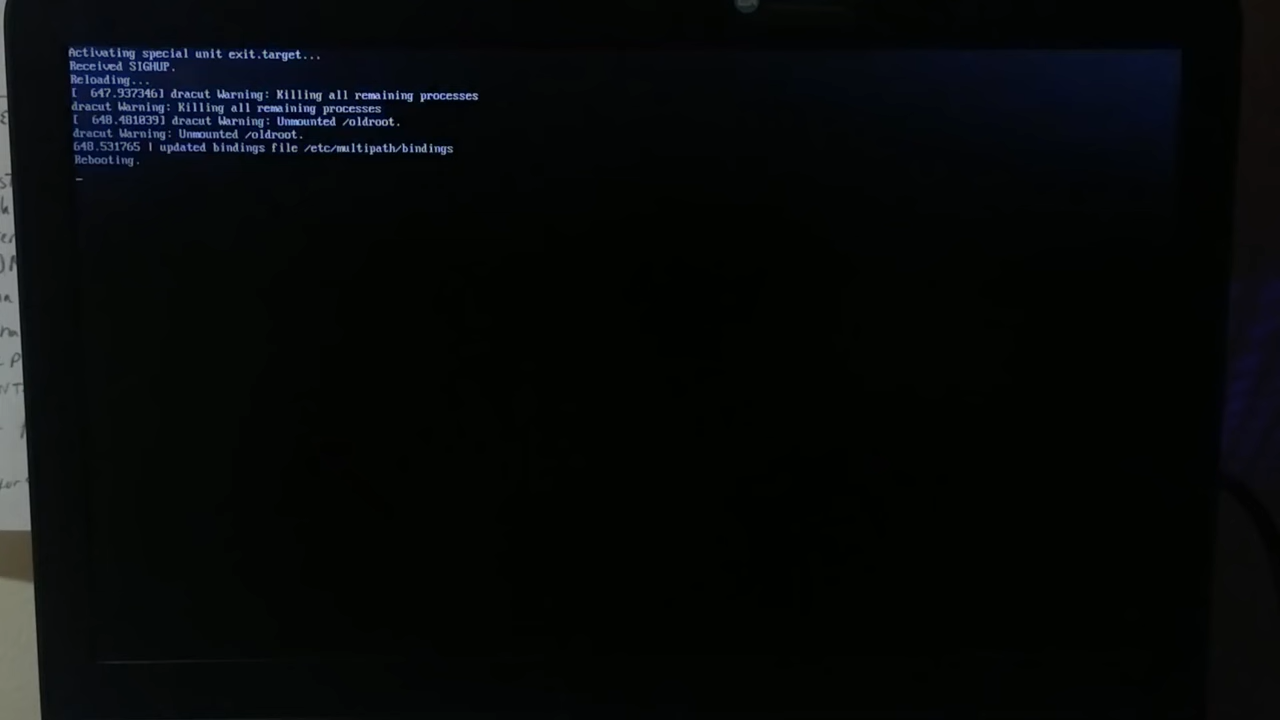 Activating special unit exit.target...
Received SIGHUP.
Reloading...
[  647.937346] dracut Warning: Killing all remaining processes
dracut Warning: Killing all remaining processes
[  648.481039] dracut Warning: Unmounted /oldroot.
dracut Warning: Unmounted /oldroot.
648.531765 | updated bindings file /etc/multipath/bindings
Rebooting.
_